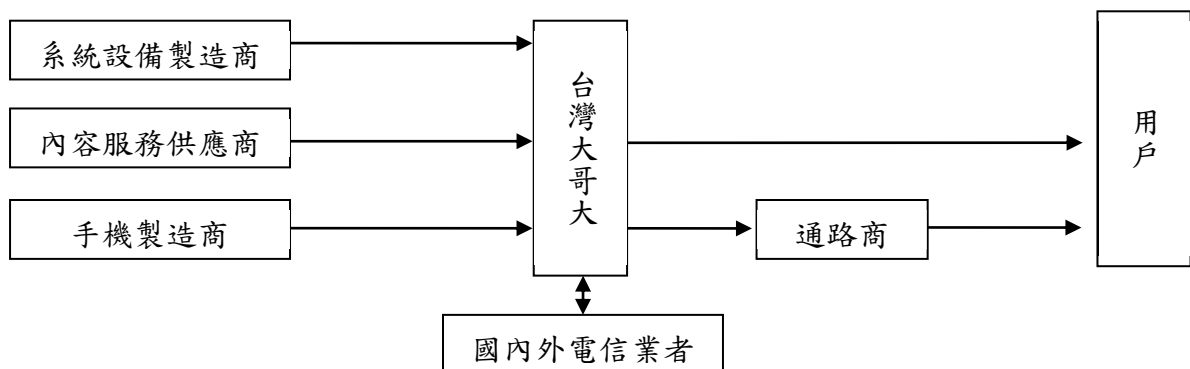 系統設備製造商
內容服務供應商
手機製造商
台灣大哥大
通路商
用戶
國內外電信業者